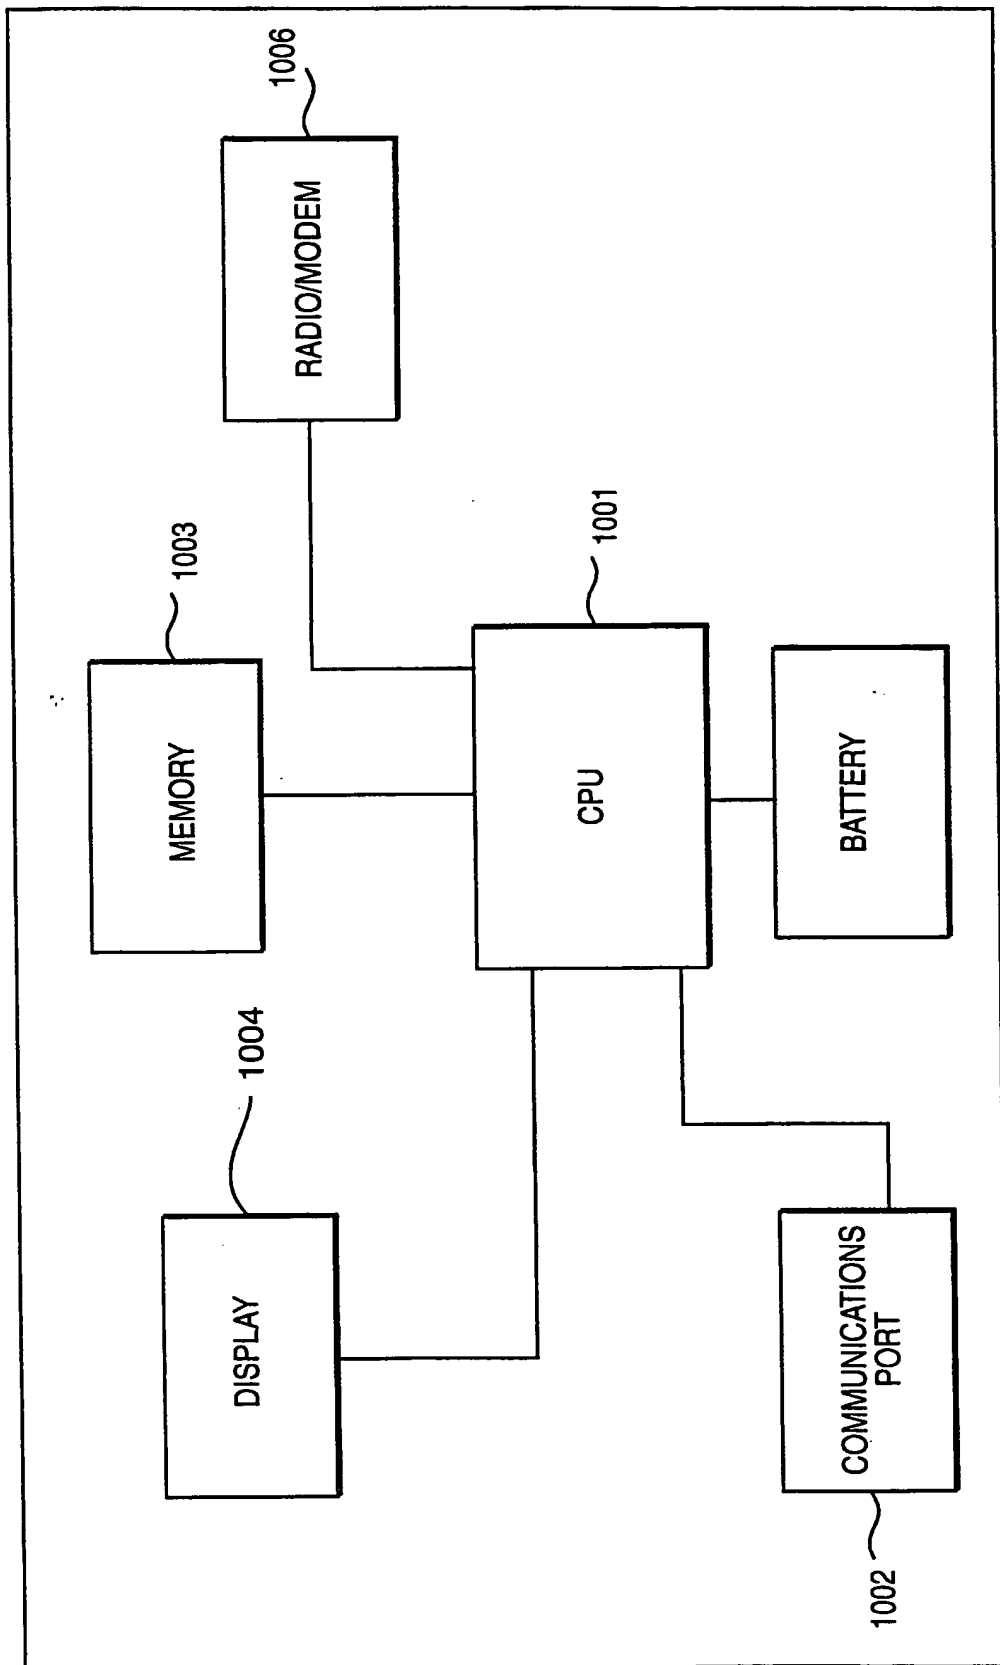 1006
RADIO/MODEM
1003
MEMORY
1004
DISPLAY
1001
CPU
BATTERY
COMMUNICATIONS
PORT
1002